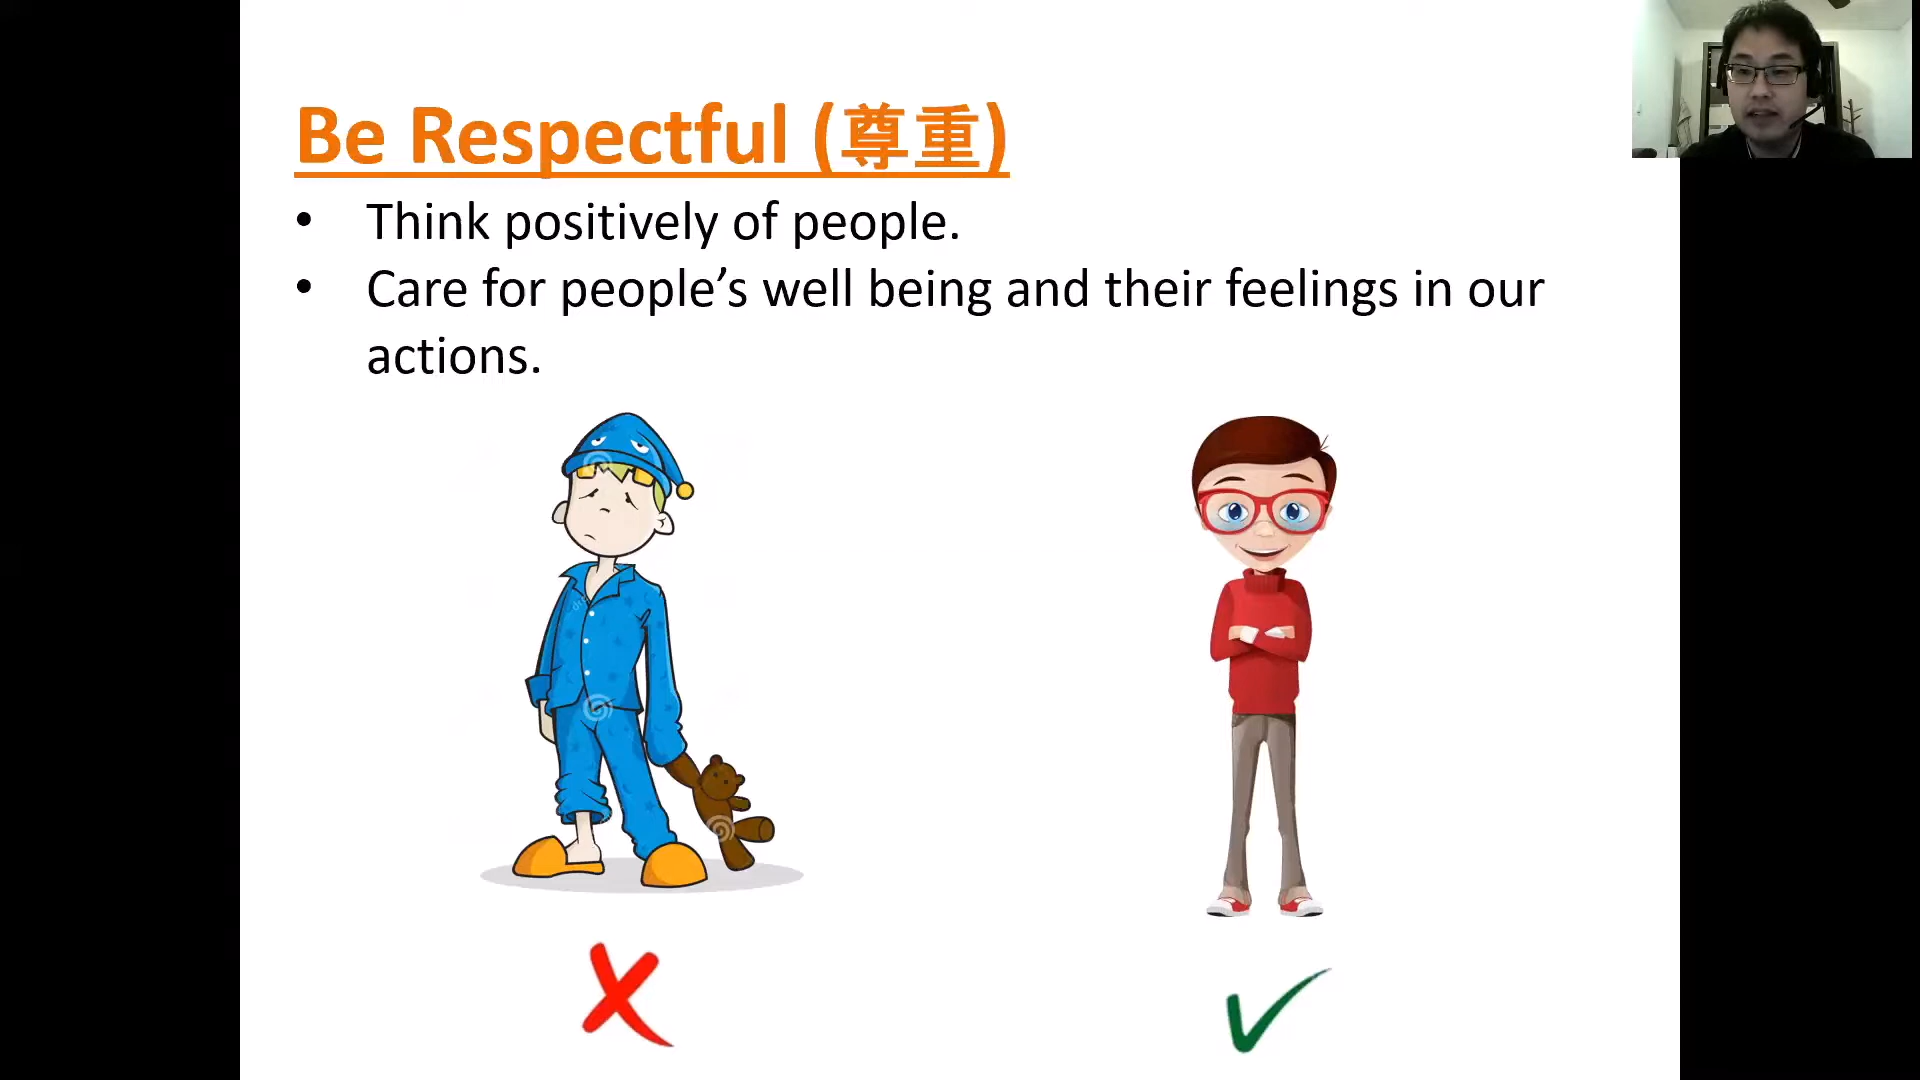 Be Respectful (尊重)
• Think positively of people.
• Care for people’s well being and their feelings in our
actions.